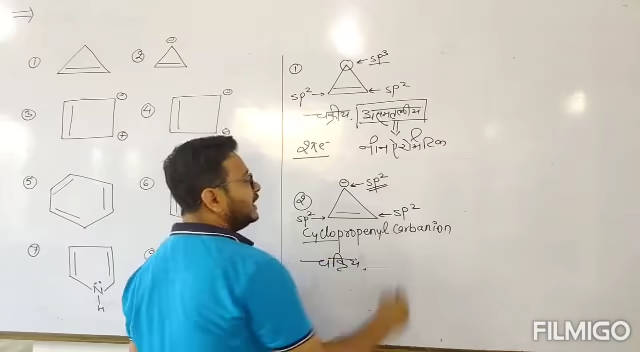 ⇒
①
②
⊖
③
⊕
④
⑤
⑥
⑦
N
H
① sp³
sp² sp²
चक्रीय. असमतलीय
2πe⁻ नॉन ऐरोमैटिक
② ⊖ sp²
sp² sp²
Cyclopropenyl Carbanion
चक्रिय.
FILMIGO